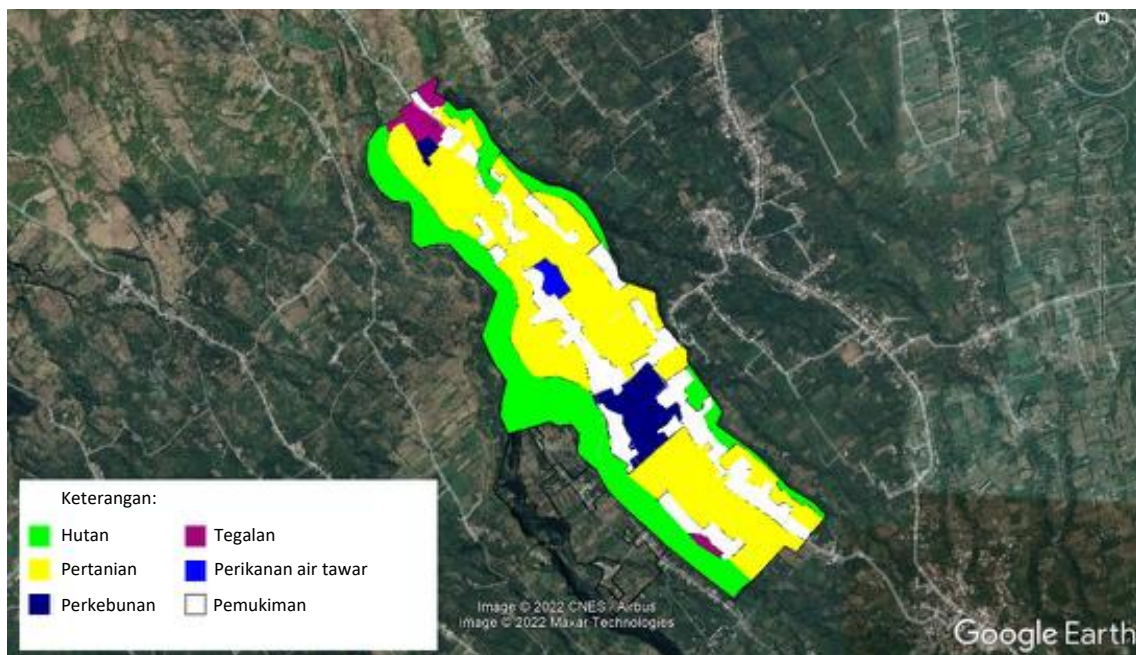 N
Keterangan:
Hutan
Tegalan
Pertanian
Perikanan air tawar
Perkebunan
Pemukiman
Image © 2022 CNES / Airbus
Image © 2022 Maxar Technologies
Google Earth